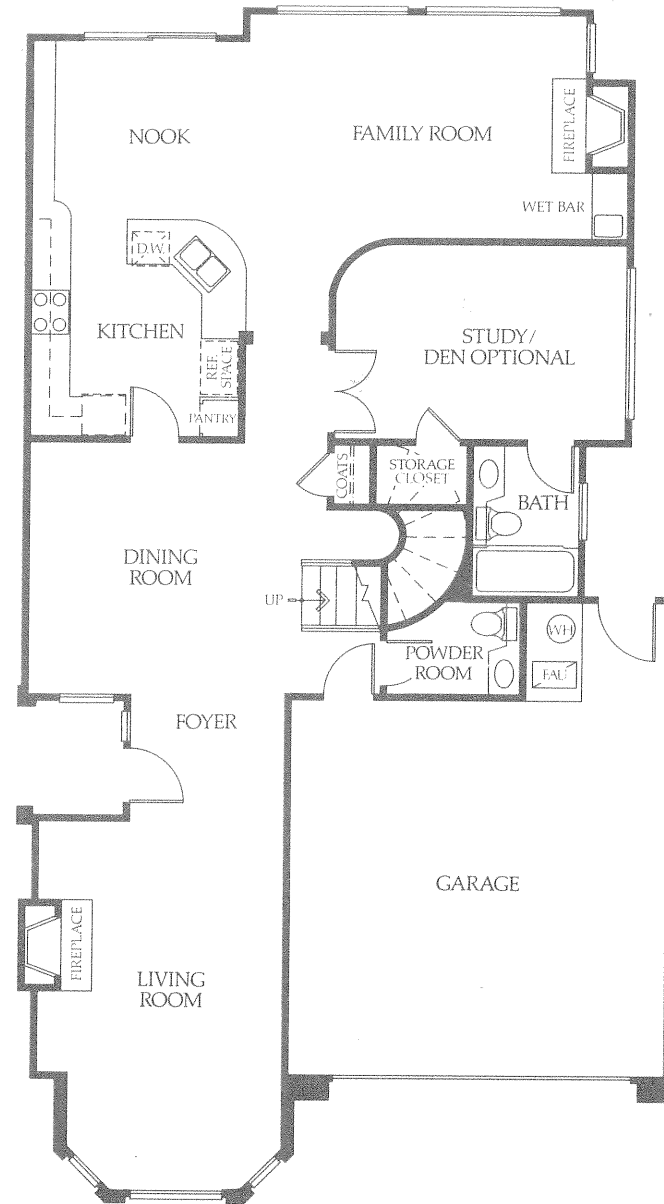 NOOK
FAMILY ROOM
FIREPLACE
WET BAR
D.W.
KITCHEN
REF.
SPACE
PANTRY
STUDY/
DEN OPTIONAL
COATS
STORAGE
CLOSET
BATH
DINING
ROOM
UP
POWDER
ROOM
WH
FAU
FOYER
GARAGE
FIREPLACE
LIVING
ROOM